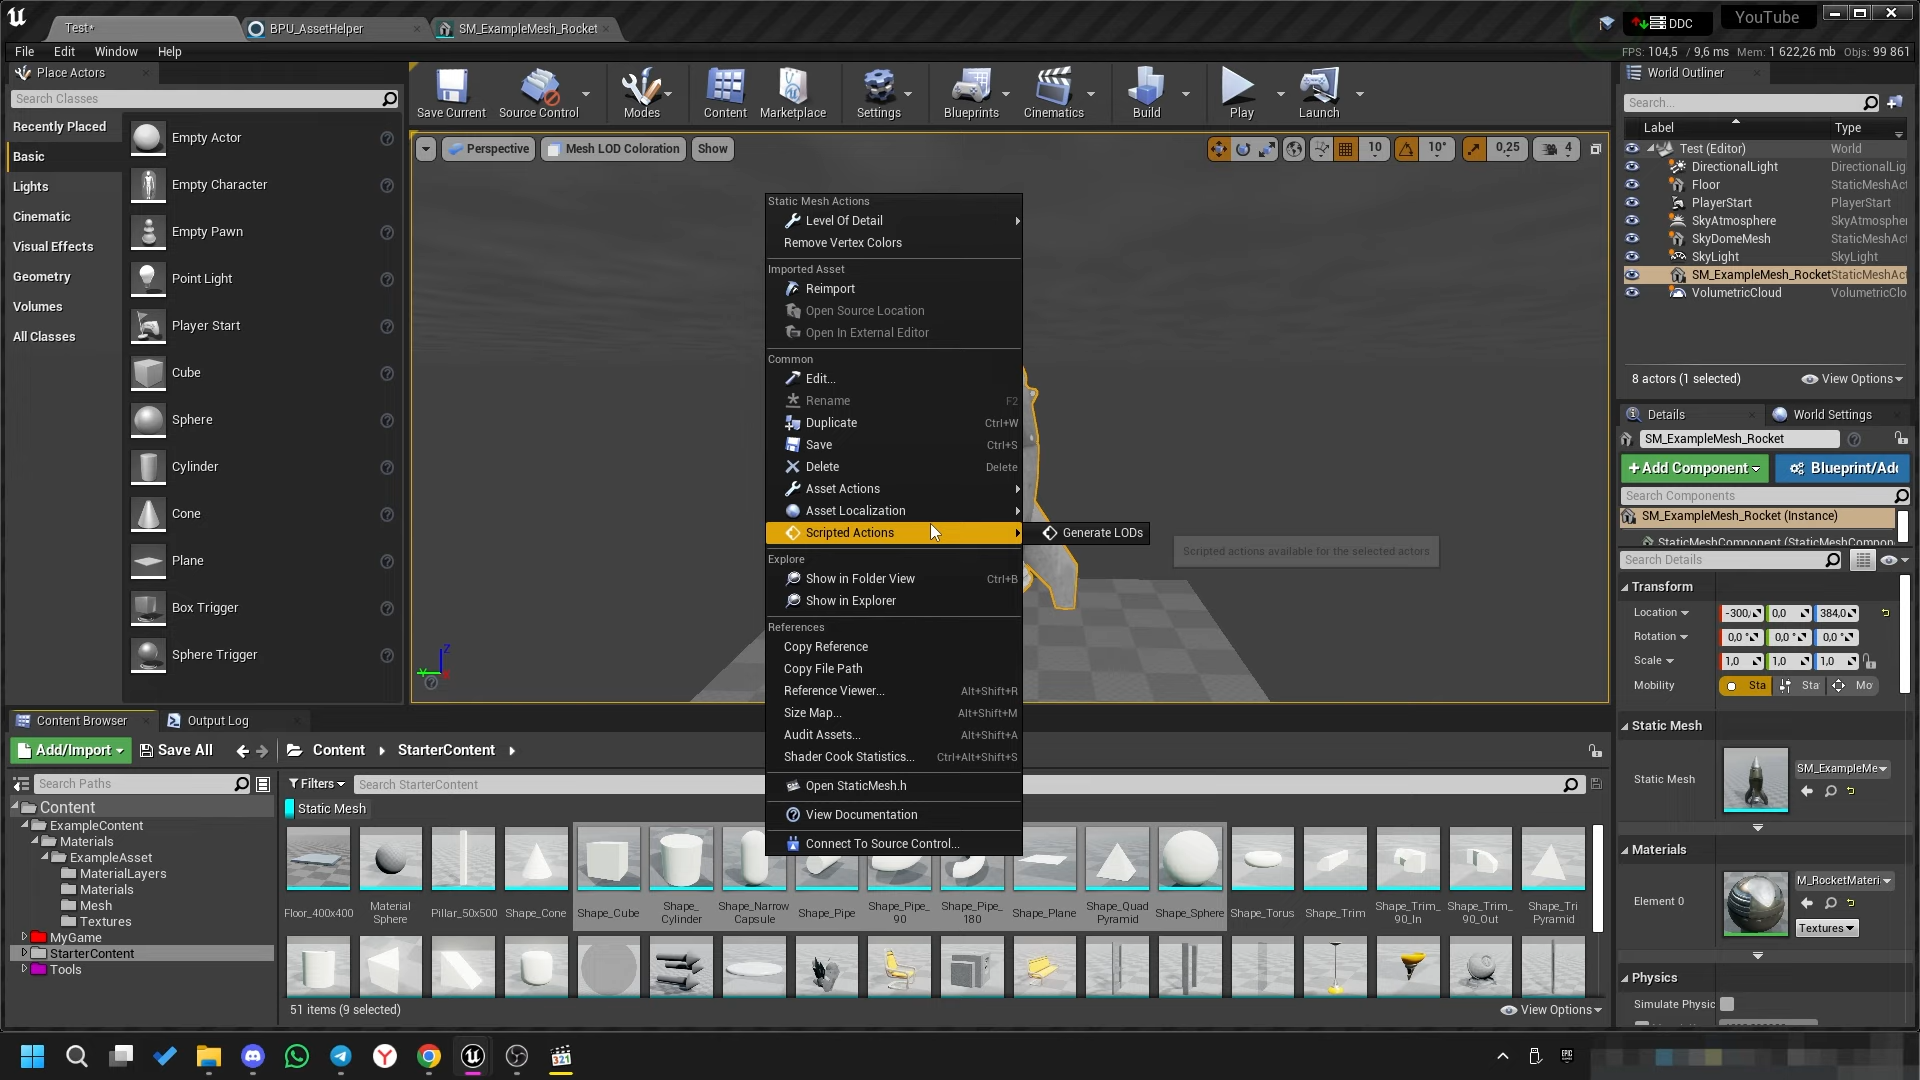 Test*
BPU_AssetHelper
SM_ExampleMesh_Rocket
DDC
YouTube
File Edit Window Help
FPS: 104,5 / 9,6 ms Mem: 1 622,26 mb Objs: 99 861
Place Actors
Search Classes
Recently Placed
Basic
Lights
Cinematic
Visual Effects
Geometry
Volumes
All Classes
Empty Actor
Empty Character
Empty Pawn
Point Light
Player Start
Cube
Sphere
Cylinder
Cone
Plane
Box Trigger
Sphere Trigger
Save Current
Source Control
Modes
Content
Marketplace
Settings
Blueprints
Cinematics
Build
Play
Launch
Perspective
Mesh LOD Coloration
Show
10
10°
0,25
4
Static Mesh Actions
Level Of Detail
Remove Vertex Colors
Imported Asset
Reimport
Open Source Location
Open In External Editor
Common
Edit...
Rename F2
Duplicate Ctrl+W
Save Ctrl+S
Delete Delete
Asset Actions
Asset Localization
Scripted Actions
Generate LODs
Scripted actions available for the selected actors
Explore
Show in Folder View Ctrl+B
Show in Explorer
References
Copy Reference
Copy File Path
Reference Viewer... Alt+Shift+R
Size Map... Alt+Shift+M
Audit Assets... Alt+Shift+A
Shader Cook Statistics... Ctrl+Alt+Shift+S
Open StaticMesh.h
View Documentation
Connect To Source Control...
Z
Y
World Outliner
Search...
Label Type
Test (Editor) World
DirectionalLight DirectionalLig
Floor StaticMeshAct
PlayerStart PlayerStart
SkyAtmosphere SkyAtmospher
SkyDomeMesh StaticMeshAct
SkyLight SkyLight
SM_ExampleMesh_Rocket StaticMeshAct
VolumetricCloud VolumetricClo
8 actors (1 selected)
View Options
Details
World Settings
SM_ExampleMesh_Rocket
+Add Component
Blueprint/Add
Search Components
SM_ExampleMesh_Rocket (Instance)
StaticMeshComponent (StaticMeshCompon
Search Details
Transform
Location -300, 0,0 384,0
Rotation 0,0 ° 0,0 ° 0,0 °
Scale 1,0 1,0 1,0
Mobility Sta Sta Mo
Static Mesh
Static Mesh SM_ExampleMe
Materials
Element 0 M_RocketMateri
Textures
Physics
Simulate Physic
Content Browser
Output Log
Add/Import
Save All
Content
StarterContent
Search Paths
Content
ExampleContent
Materials
ExampleAsset
MaterialLayers
Materials
Mesh
Textures
MyGame
StarterContent
Tools
Filters
Search StarterContent
Static Mesh
Floor_400x400
Material Sphere
Pillar_50x500
Shape_Cone
Shape_Cube
Shape_ Cylinder
Shape_Narrow Capsule
Shape_Pipe
Shape_Pipe_ 90
Shape_Pipe_ 180
Shape_Plane
Shape_Quad Pyramid
Shape_Sphere
Shape_Torus
Shape_Trim
Shape_Trim_ 90_In
Shape_Trim_ 90_Out
Shape_Tri Pyramid
51 items (9 selected)
View Options
321
EPIC